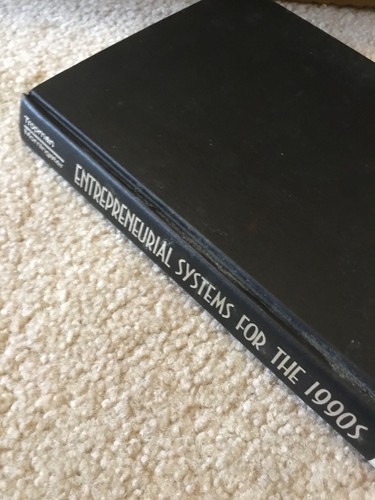 ENTREPRENEURIAL SYSTEMS FOR THE 1990S